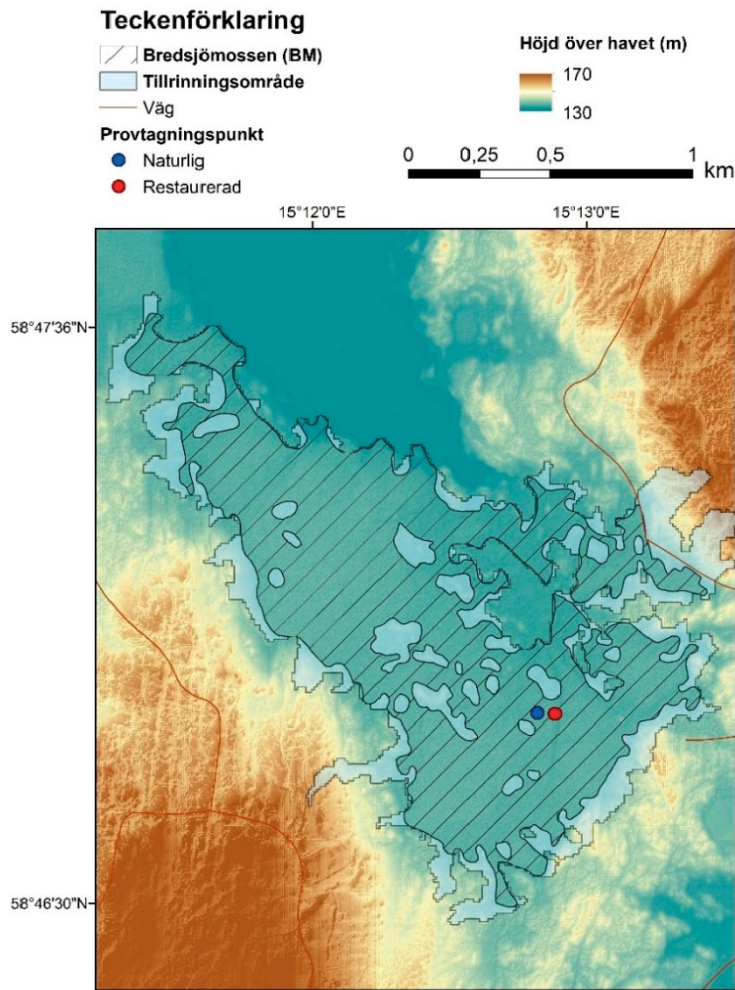 Teckenförklaring
Bredsjömossen (BM)
Tillrinningsområde
Väg
Provtagningspunkt
Naturlig
Restaurerad
Höjd över havet (m)
170
130
0 0,25 0,5 1
km
15°12'0"E 15°13'0"E
58°47'36"N
58°46'30"N